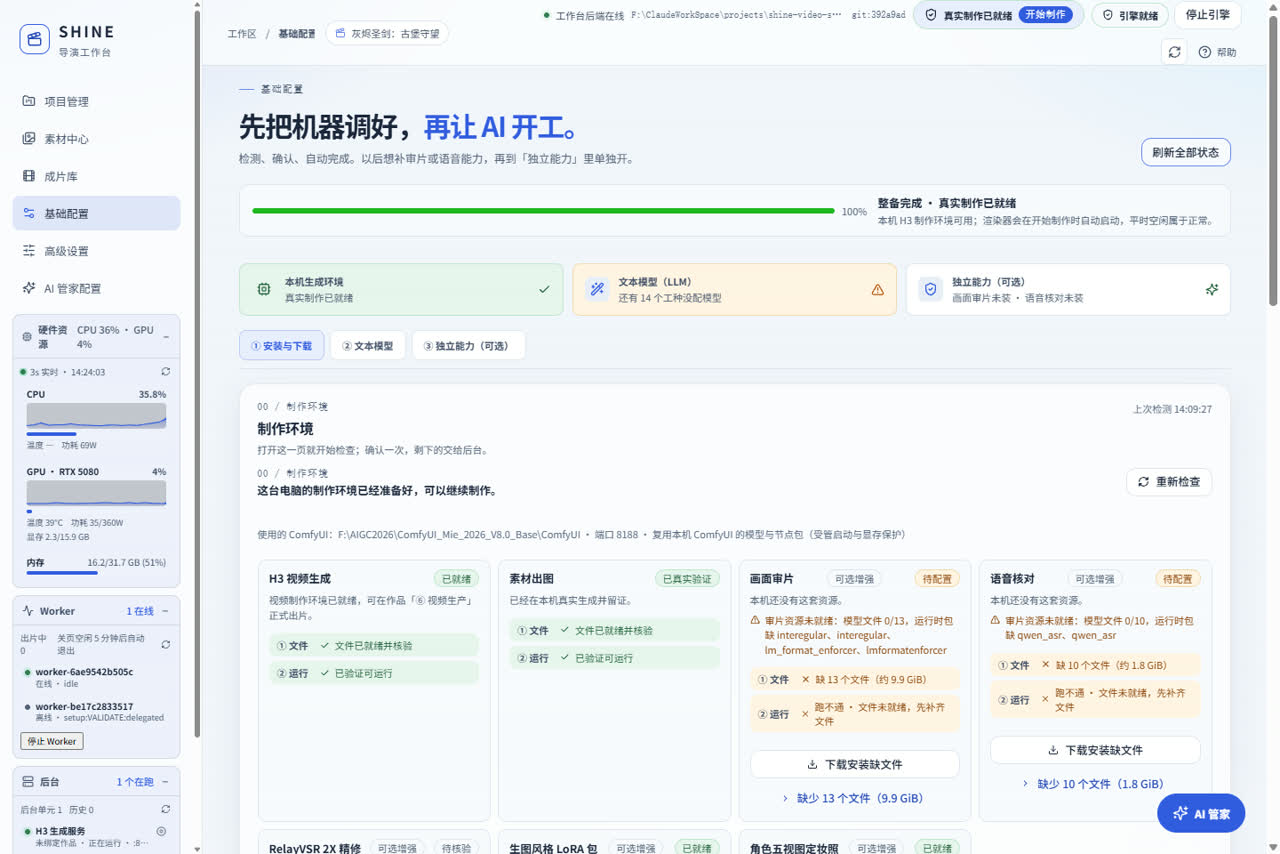 SHINE
导演工作台
项目管理
素材中心
成片库
基础配置
高级设置
AI 管家配置
硬件资源
CPU 36% · GPU 4%
3s 实时 · 14:24:03
CPU 35.8%
温度 — 功耗 69W
GPU · RTX 5080 4%
温度 39°C 功耗 35/360W
显存 2.3/15.9 GB
内存 16.2/31.7 GB (51%)
Worker 1 在线
出片中 0 关页空闲 5 分钟后自动退出
worker-6ae9542b505c
在线 · idle
worker-be17c2833517
离线 · setup:VALIDATE:delegated
停止 Worker
后台 1 个在跑
后台单元 1 历史 0
H3 生成服务
未绑定作品 · 正在运行 · :8···
工作区 / 基础配置
灰烬圣剑：古堡守望
工作台后端在线 F:\ClaudeWorkSpace\projects\shine-video-s··· git:392a9ad
真实制作已就绪 开始制作
引擎就绪
停止引擎
帮助
基础配置
先把机器调好，再让 AI 开工。
检测、确认、自动完成。以后想补审片或语音能力，再到「独立能力」里单独开。
刷新全部状态
100%
整备完成 · 真实制作已就绪
本机 H3 制作环境可用；渲染器会在开始制作时自动启动，平时空闲属于正常。
本机生成环境
真实制作已就绪
文本模型（LLM）
还有 14 个工种没配模型
独立能力（可选）
画面审片未装 · 语音核对未装
① 安装与下载
② 文本模型
③ 独立能力（可选）
00 / 制作环境
上次检测 14:09:27
制作环境
打开这一页就开始检查；确认一次，剩下的交给后台。
00 / 制作环境
这台电脑的制作环境已经准备好，可以继续制作。
重新检查
使用的 ComfyUI：F:\AIGC2026\ComfyUI_Mie_2026_V8.0_Base\ComfyUI · 端口 8188 · 复用本机 ComfyUI 的模型与节点包（受管启动与显存保护）
H3 视频生成 已就绪
视频制作环境已就绪，可在作品「⑥ 视频生产」正式出片。
① 文件 ✓ 文件已就绪并核验
② 运行 ✓ 已验证可运行
素材出图 已真实验证
已经在本机真实生成并留证。
① 文件 ✓ 文件已就绪并核验
② 运行 ✓ 已验证可运行
画面审片 可选增强 待配置
本机还没有这套资源。
审片资源未就绪：模型文件 0/13，运行时包缺 interegular、interegular、lm_format_enforcer、lmformatenforcer
① 文件 × 缺 13 个文件（约 9.9 GiB）
② 运行 × 跑不通 · 文件未就绪，先补齐文件
下载安装缺文件
缺少 13 个文件（9.9 GiB）
语音核对 可选增强 待配置
本机还没有这套资源。
审片资源未就绪：模型文件 0/10，运行时包缺 qwen_asr、qwen_asr
① 文件 × 缺 10 个文件（约 1.8 GiB）
② 运行 × 跑不通 · 文件未就绪，先补齐文件
下载安装缺文件
缺少 10 个文件（1.8 GiB）
RelayVSR 2X 精修 可选增强 待核验
生图风格 LoRA 包 可选增强 已就绪
角色五视图定妆照 可选增强 已就绪
AI 管家